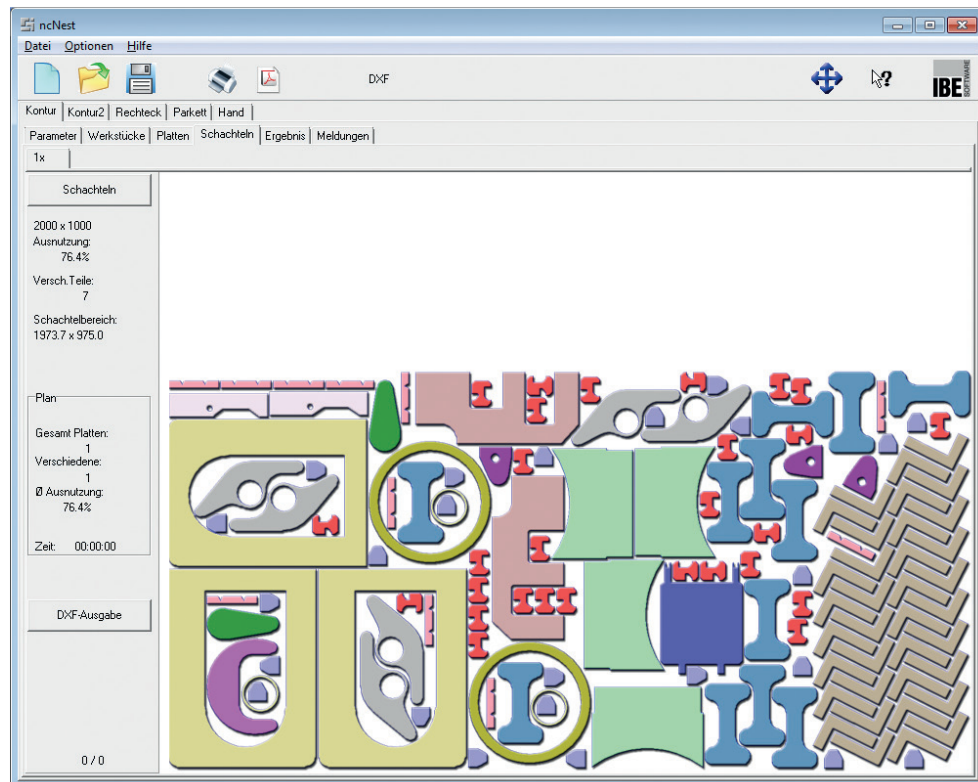 ncNest
Datei Optionen Hilfe
DXF
IBE SOFTWARE
Kontur Kontur2 Rechteck Parkett Hand
Parameter Werkstücke Platten Schachteln Ergebnis Meldungen
1x
Schachteln
2000 x 1000
Ausnutzung:
76.4%
Versch.Teile:
7
Schachtelbereich:
1973.7 x 975.0
Plan
Gesamt Platten:
1
Verschiedene:
1
Ø Ausnutzung:
76.4%
Zeit: 00:00:00
DXF-Ausgabe
0 / 0